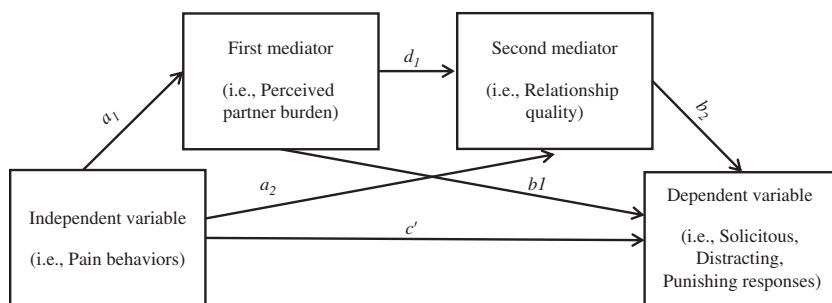 First mediator
(i.e., Perceived
partner burden)
d1
Second mediator
(i.e., Relationship
quality)
a1
b2
a2
b1
Independent variable
(i.e., Pain behaviors)
c'
Dependent variable
(i.e., Solicitous,
Distracting,
Punishing responses)